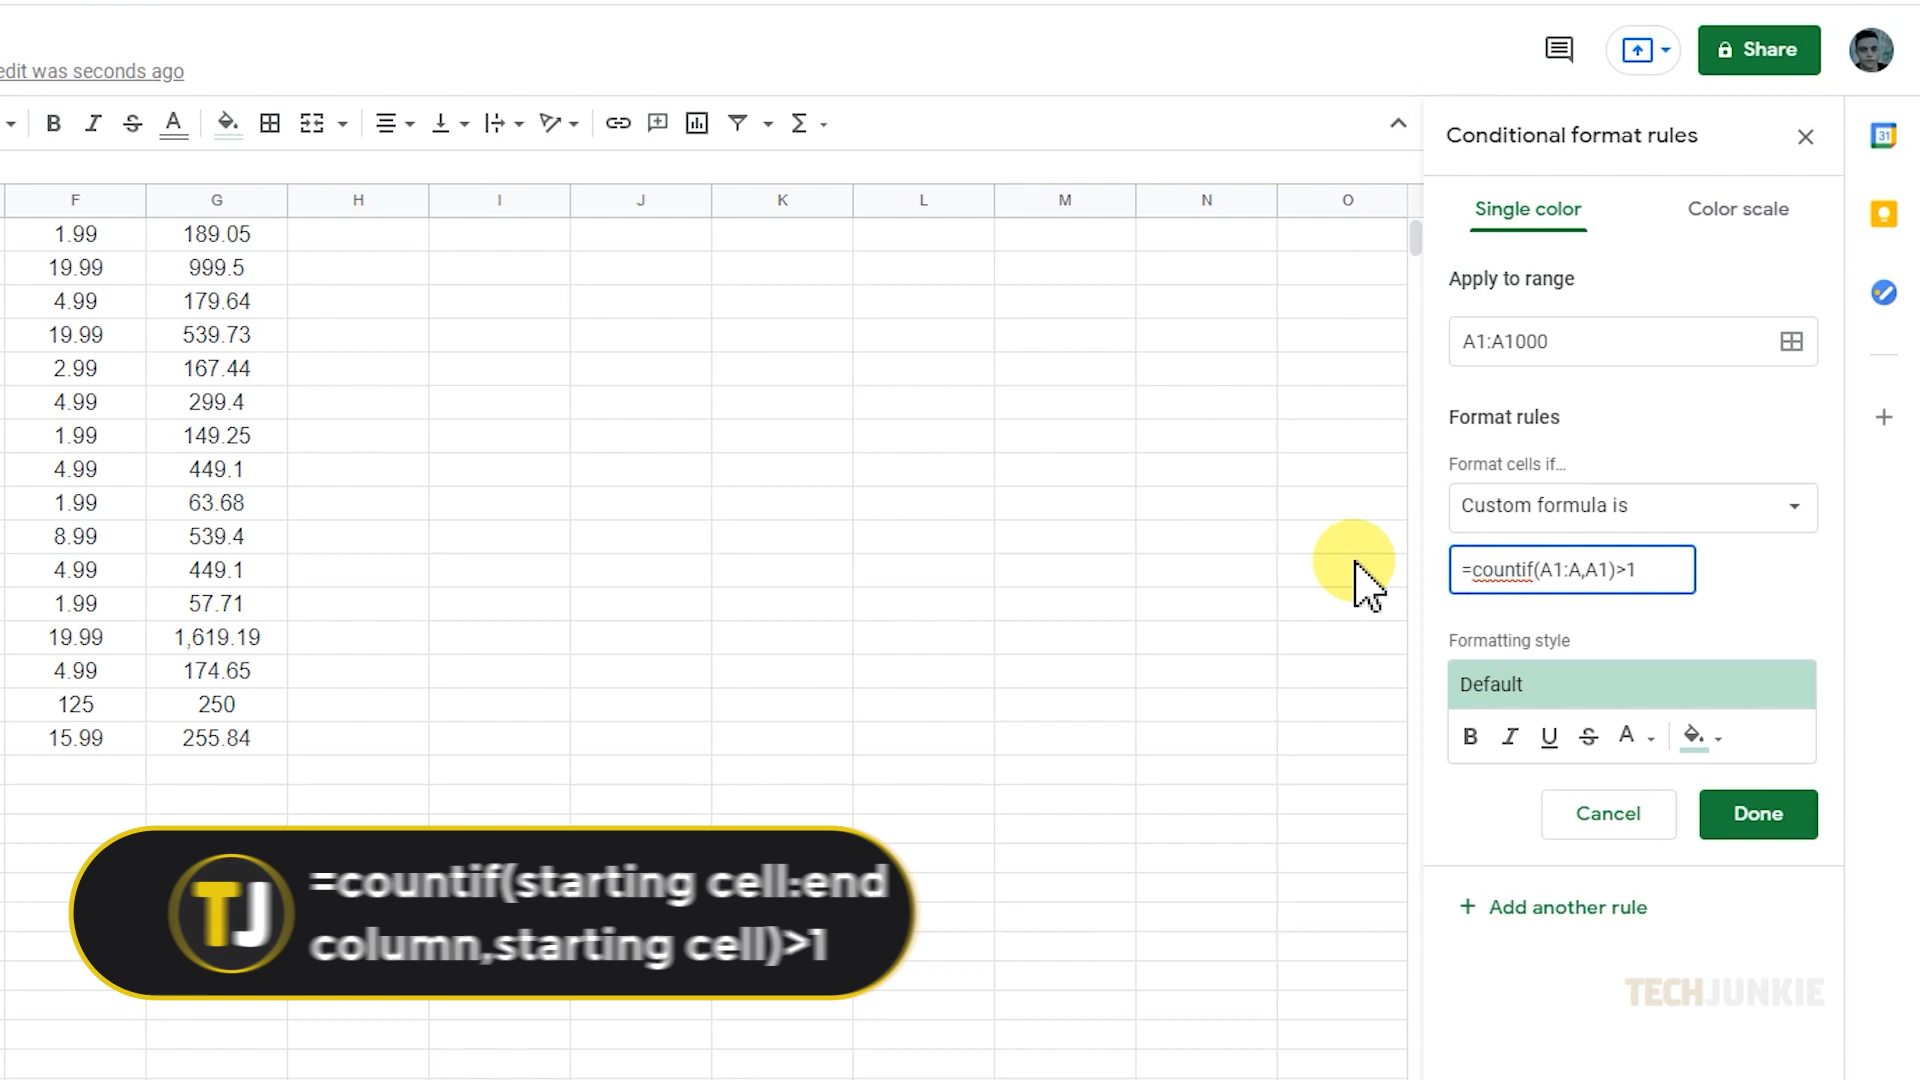 edit was seconds ago
Share
B I S A
Conditional format rules
31
F G H I J K L M N O
Single color Color scale
1.99 189.05
19.99 999.5
Apply to range
4.99 179.64
19.99 539.73
A1:A1000
2.99 167.44
4.99 299.4
Format rules
1.99 149.25
4.99 449.1
Format cells if...
1.99 63.68
Custom formula is
8.99 539.4
4.99 449.1
=countif(A1:A,A1)>1
1.99 57.71
19.99 1,619.19
Formatting style
4.99 174.65
Default
125 250
15.99 255.84
B I U S A
Cancel Done
TJ
=countif(starting cell:end
column,starting cell)>1
+ Add another rule
TECHJUNKIE